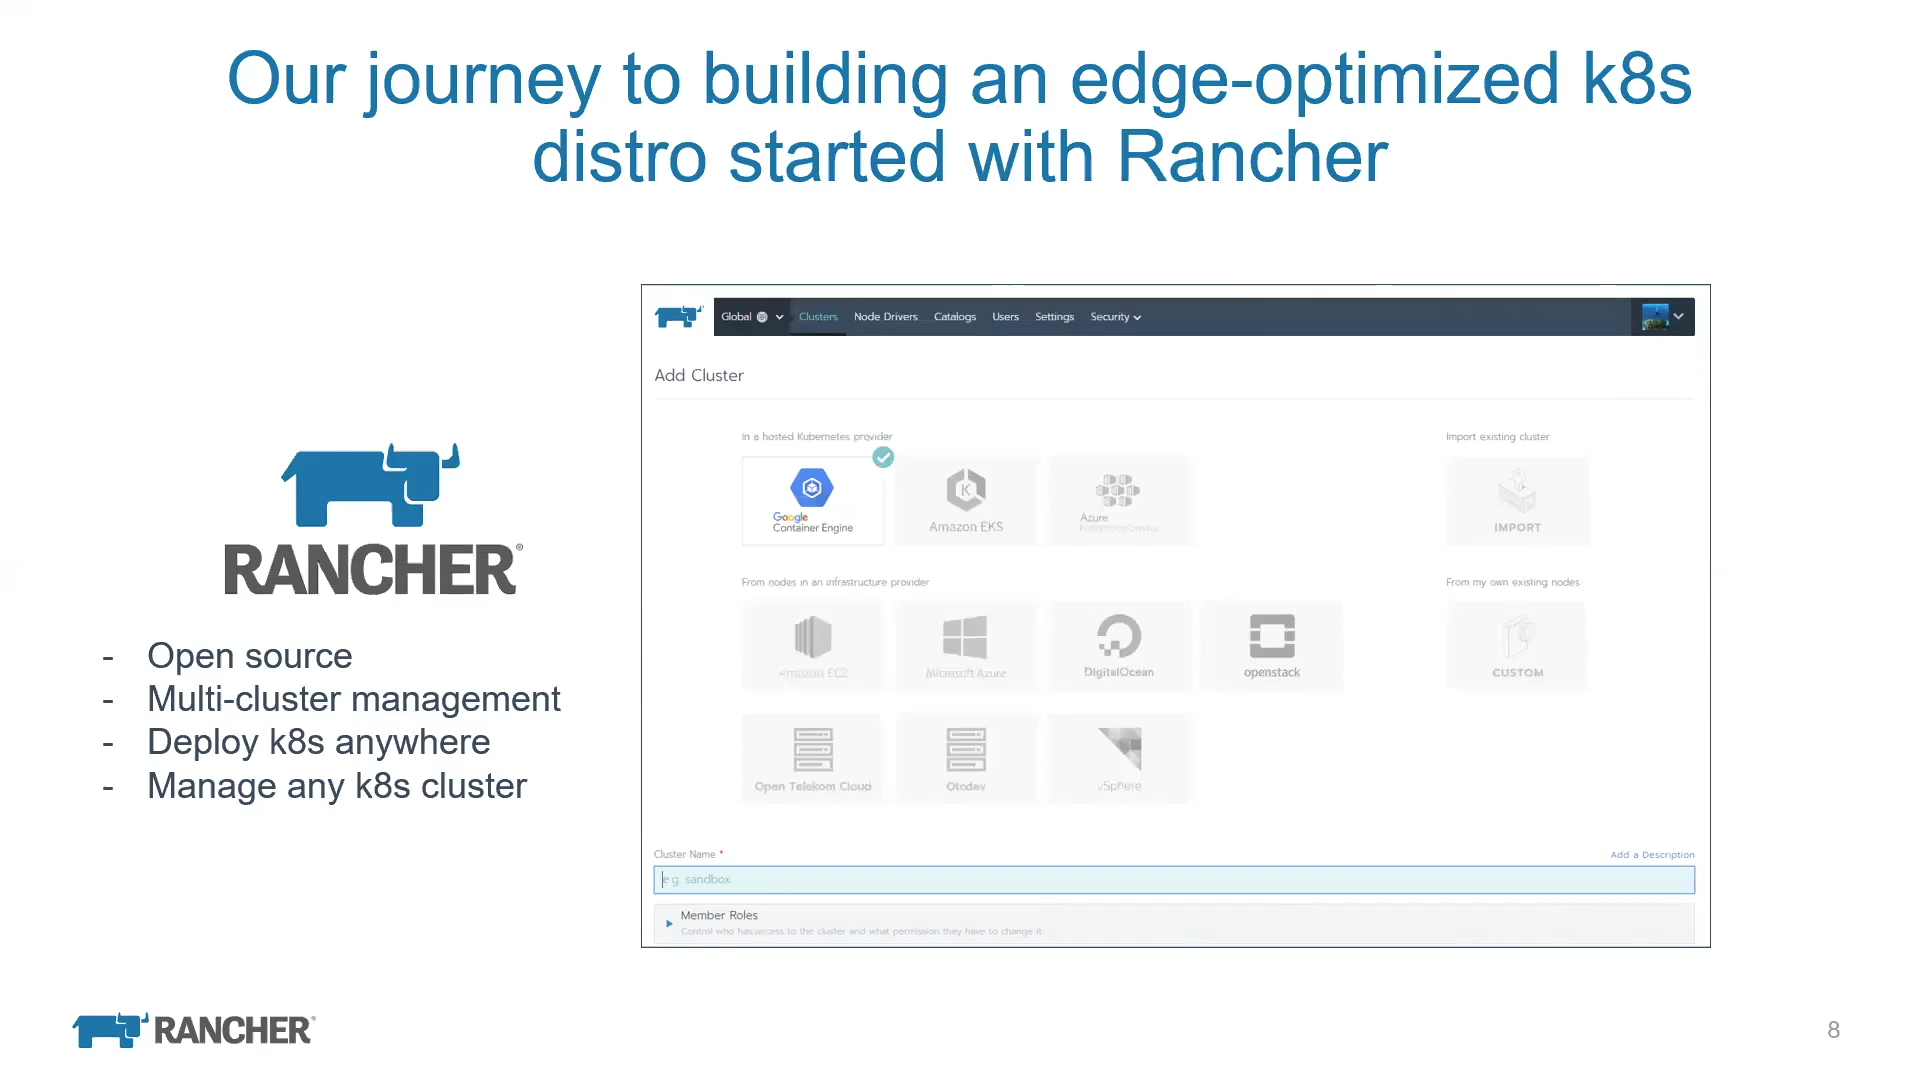 Our journey to building an edge-optimized k8s
distro started with Rancher
RANCHER®
- Open source
- Multi-cluster management
- Deploy k8s anywhere
- Manage any k8s cluster
Global Clusters Node Drivers Catalogs Users Settings Security
Add Cluster
In a hosted Kubernetes provider
Import existing cluster
Google
Container Engine
Amazon EKS
Azure
IMPORT
From nodes in an infrastructure provider
From my own existing nodes
Amazon EC2
Microsoft Azure
DigitalOcean
openstack
CUSTOM
Open Telekom Cloud
Otcdev
vSphere
Cluster Name *
Add a Description
e.g. sandbox
Member Roles
Control who has access to the cluster and what permission they have to change it.
RANCHER®
8